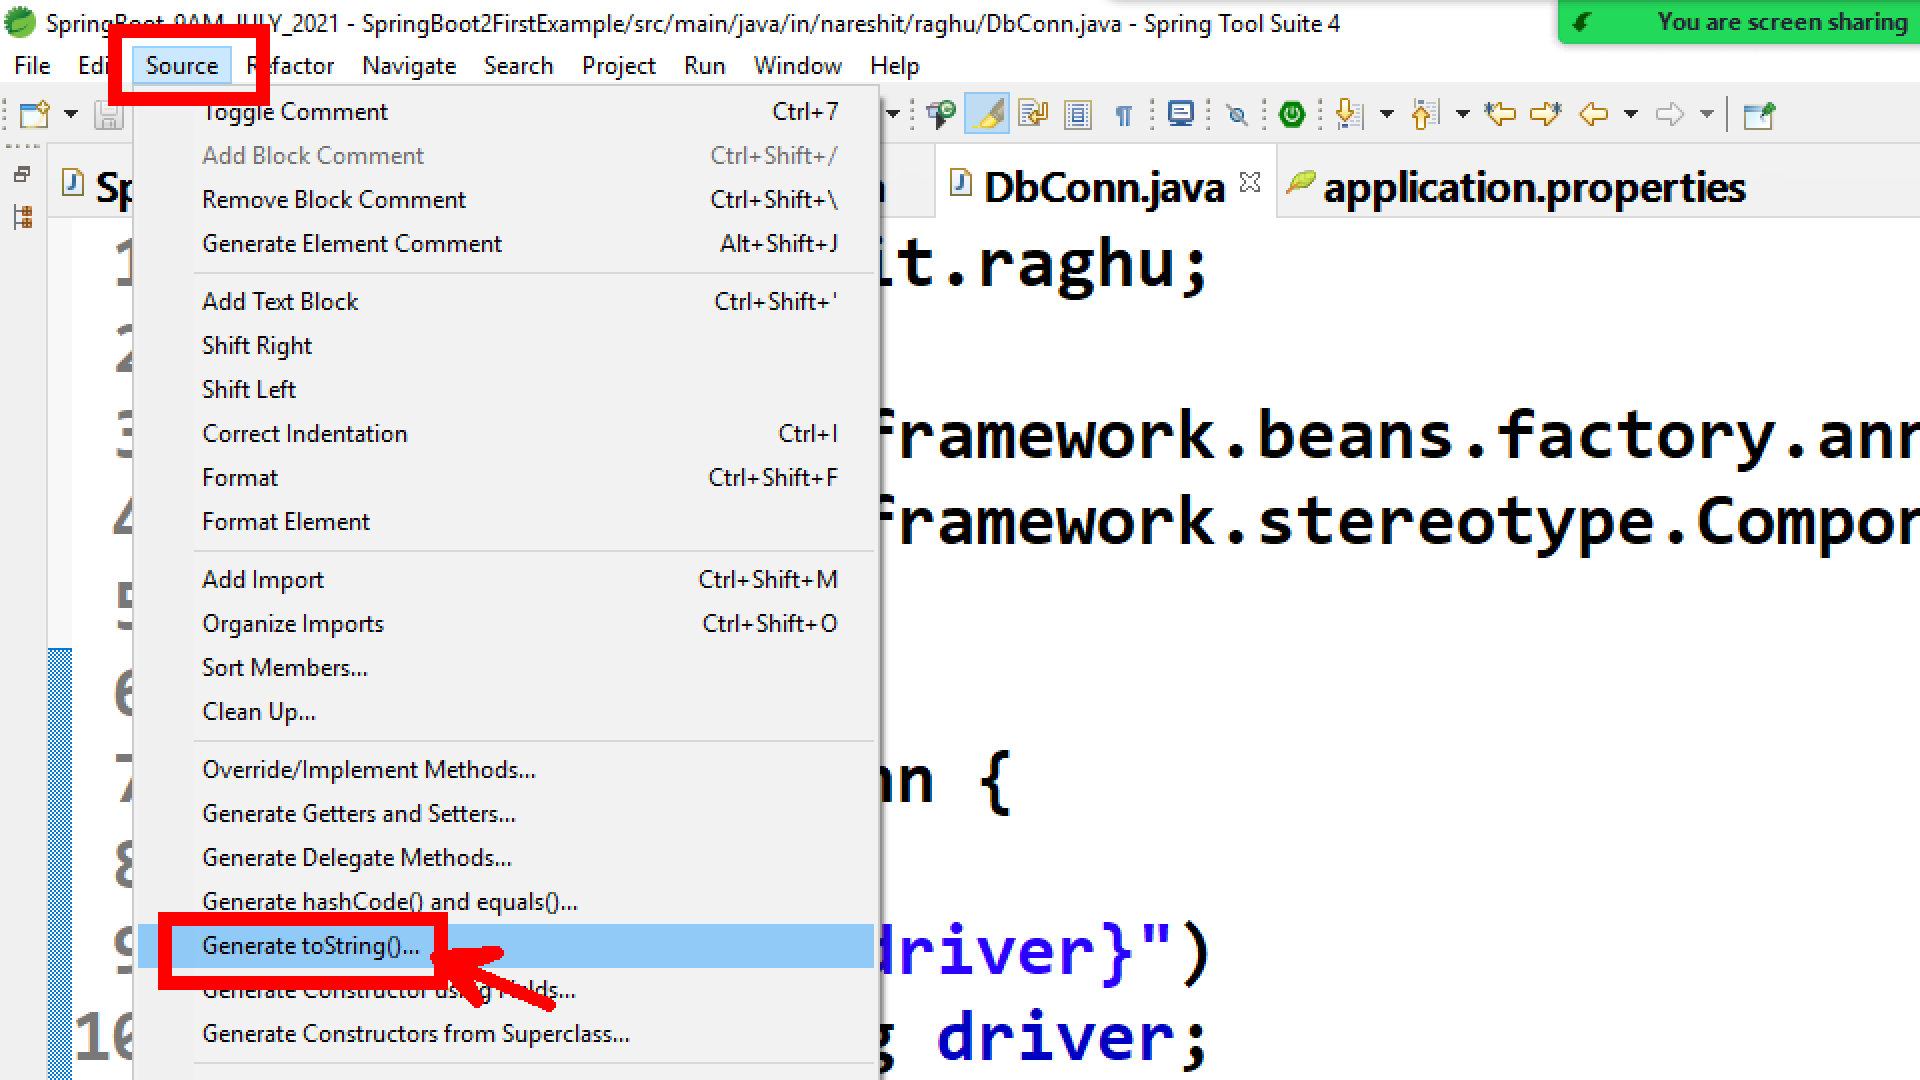 SpringBoot_9AM_JULY_2021 - SpringBoot2FirstExample/src/main/java/in/nareshit/raghu/DbConn.java - Spring Tool Suite 4
You are screen sharing
File Source Refactor Navigate Search Project Run Window Help
DbConn.java application.properties
Toggle Comment Ctrl+7
Add Block Comment Ctrl+Shift+/
Remove Block Comment Ctrl+Shift+\
Generate Element Comment Alt+Shift+J
Add Text Block Ctrl+Shift+'
Shift Right
Shift Left
Correct Indentation Ctrl+I
Format Ctrl+Shift+F
Format Element
Add Import Ctrl+Shift+M
Organize Imports Ctrl+Shift+O
Sort Members...
Clean Up...
Override/Implement Methods...
Generate Getters and Setters...
Generate Delegate Methods...
Generate hashCode() and equals()...
Generate toString()...
Generate Constructor using Fields...
Generate Constructors from Superclass...
1 it.raghu;
2
3 framework.beans.factory.ann
4 framework.stereotype.Compon
5
6
7 nn {
8
9 driver}")
10 g driver;